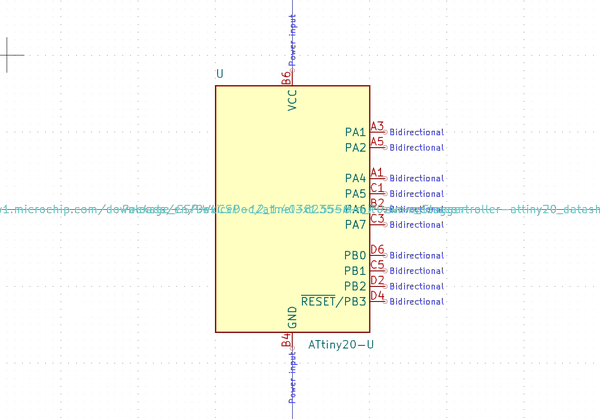 Power input
B6
U
VCC
PA1 A3 Bidirectional
PA2 A5 Bidirectional
PA4 A1 Bidirectional
PA5 C1 Bidirectional
PA6 B2
PA7 C3 Bidirectional
PB0 D6 Bidirectional
PB1 C5 Bidirectional
PB2 D2 Bidirectional
RESET/PB3 D4 Bidirectional
GND
B4
ATtiny20-U
Power input